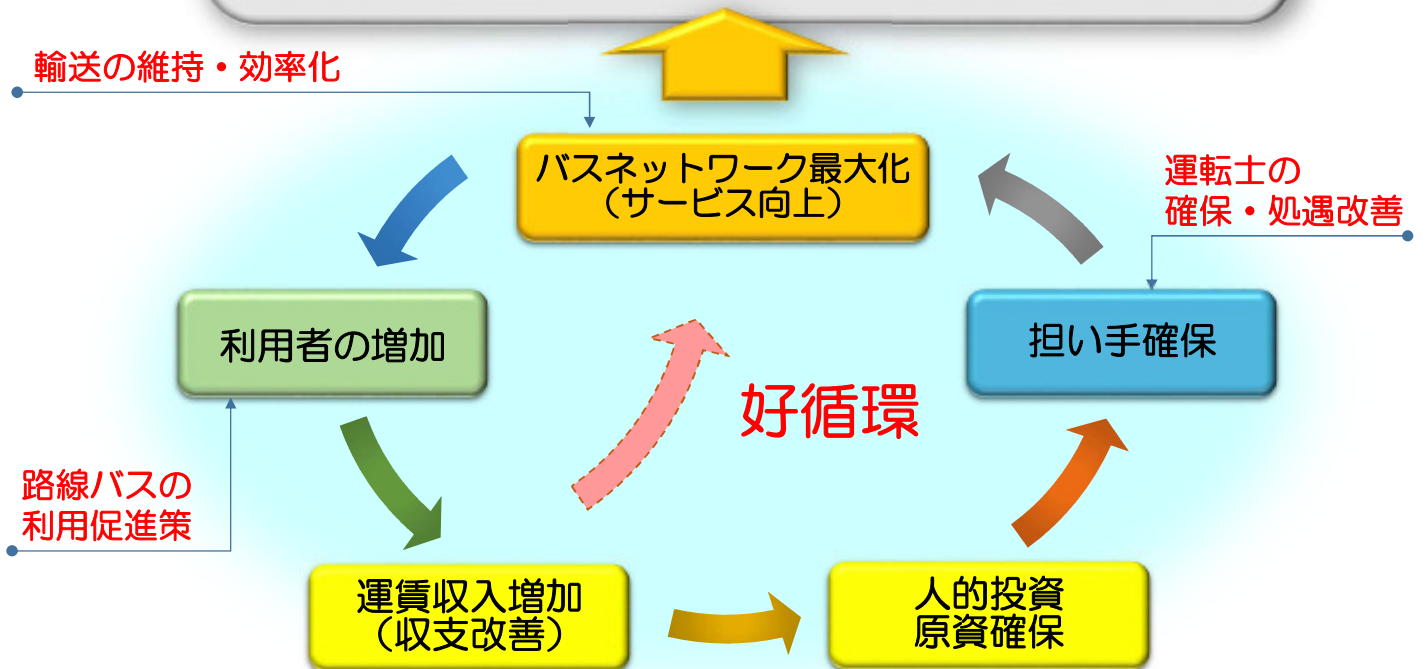 輸送の維持・効率化
バスネットワーク最大化
（サービス向上）
運転士の
確保・処遇改善
利用者の増加
担い手確保
好循環
路線バスの
利用促進策
運賃収入増加
（収支改善）
人的投資
原資確保